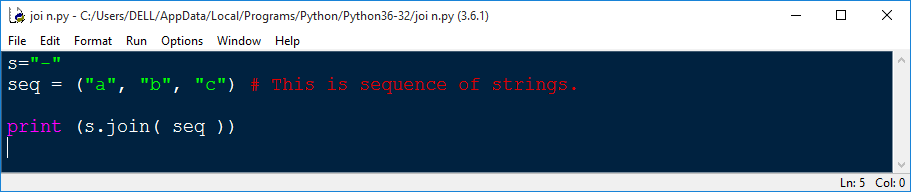 joi n.py - C:/Users/DELL/AppData/Local/Programs/Python/Python36-32/joi n.py (3.6.1)
File Edit Format Run Options Window Help
s="-"
seq = ("a", "b", "c") # This is sequence of strings.
print (s.join( seq ))
Ln: 5 Col: 0